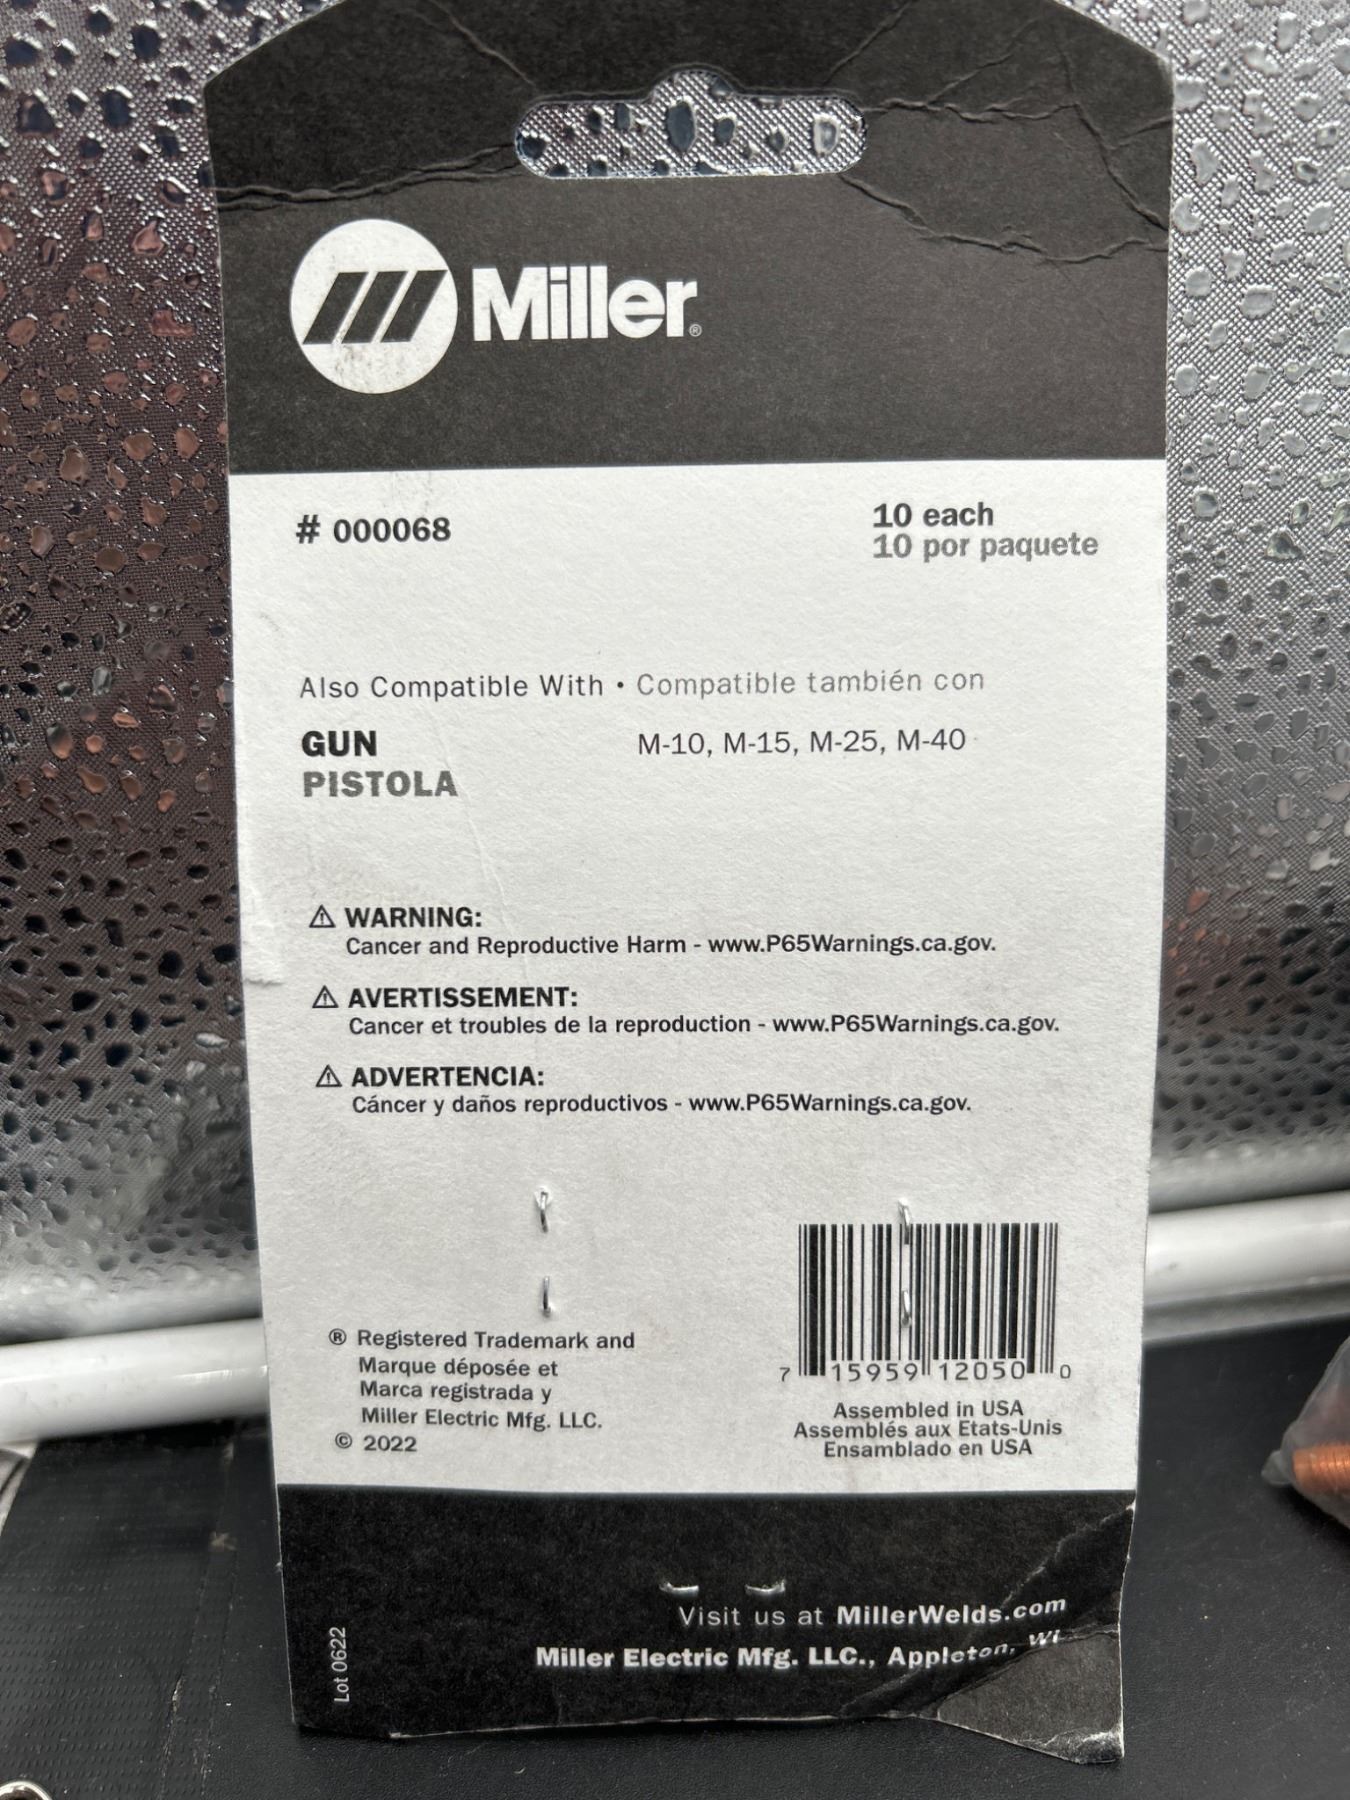 Miller®
# 000068
10 each
10 por paquete
Also Compatible With • Compatible también con
GUN M-10, M-15, M-25, M-40
PISTOLA
⚠ WARNING:
Cancer and Reproductive Harm - www.P65Warnings.ca.gov.
⚠ AVERTISSEMENT:
Cancer et troubles de la reproduction - www.P65Warnings.ca.gov.
⚠ ADVERTENCIA:
Cáncer y daños reproductivos - www.P65Warnings.ca.gov.
® Registered Trademark and
Marque déposée et
Marca registrada y
Miller Electric Mfg. LLC.
© 2022
7 15959 12050 0
Assembled in USA
Assemblés aux Etats-Unis
Ensamblado en USA
Visit us at MillerWelds.com
Miller Electric Mfg. LLC., Appleton, WI
Lot 0622